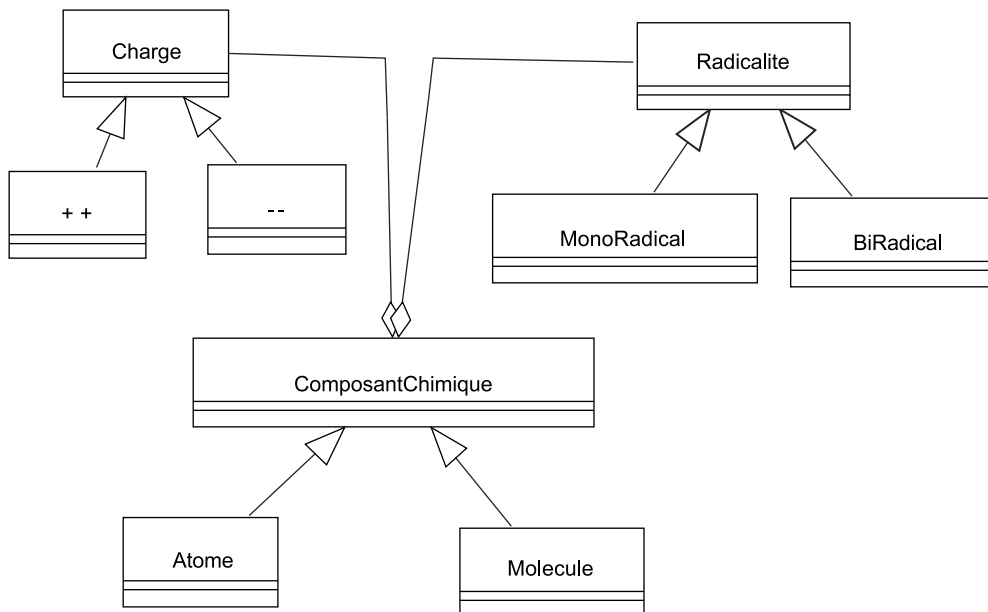 Charge
Radicalite
+ +
--
MonoRadical
BiRadical
ComposantChimique
Atome
Molecule